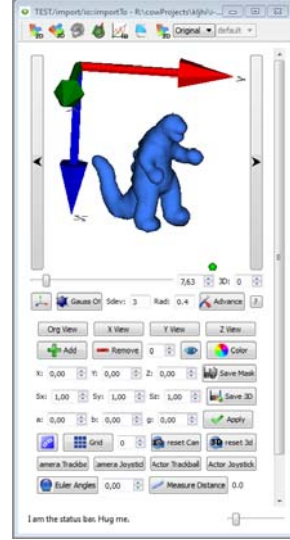 TEST/import/io::importTo - R:\cowProjects\kljhi\i-...
Original default
7,63 3D: 0
Gauss Of Sdev: 3 Rad: 0.4 Advance ?
Org View X View Y View Z View
Add Remove 0 Color
X: 0,00 Y: 0,00 Z: 0,00 Save Mask
Sx: 1,00 Sy: 1,00 Sz: 1,00 Save 3D
a: 0,00 b: 0,00 g: 0,00 Apply
Grid 0 reset Cam reset 3d
amera Trackba amera Joysticl Actor Trackball Actor Joystick
Euler Angles 0,00 Measure Distance 0.0
I am the status bar. Hug me.